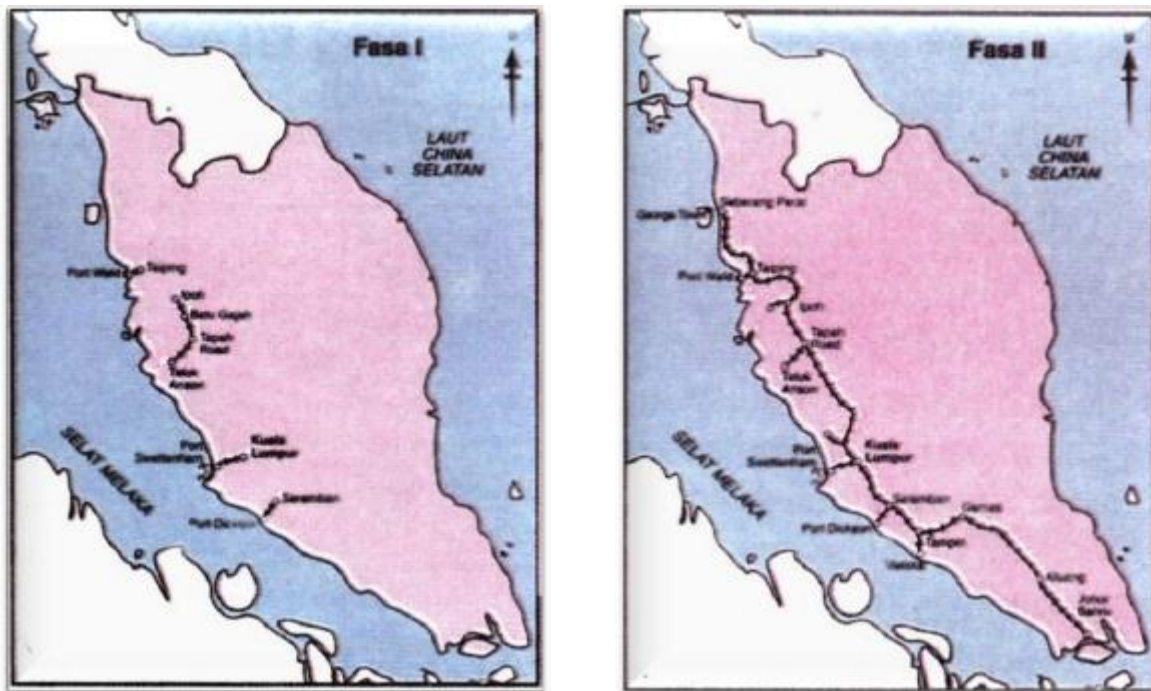 Fasa I
LAUT
CHINA
SELATAN
Port Weld
Taiping
Ipoh
Batu Gajah
Tapah
Road
Teluk
Anson
Port
Swettenham
Kuala
Lumpur
SELAT MELAKA
Seremban
Port Dickson
Fasa II
LAUT
CHINA
SELATAN
George Town
Seberang Perai
Port Weld
Taiping
Ipoh
Tapah
Road
Teluk
Anson
Port
Swettenham
Kuala
Lumpur
SELAT MELAKA
Seremban
Gemas
Port Dickson
Tampin
Kluang
Johor
Bahru